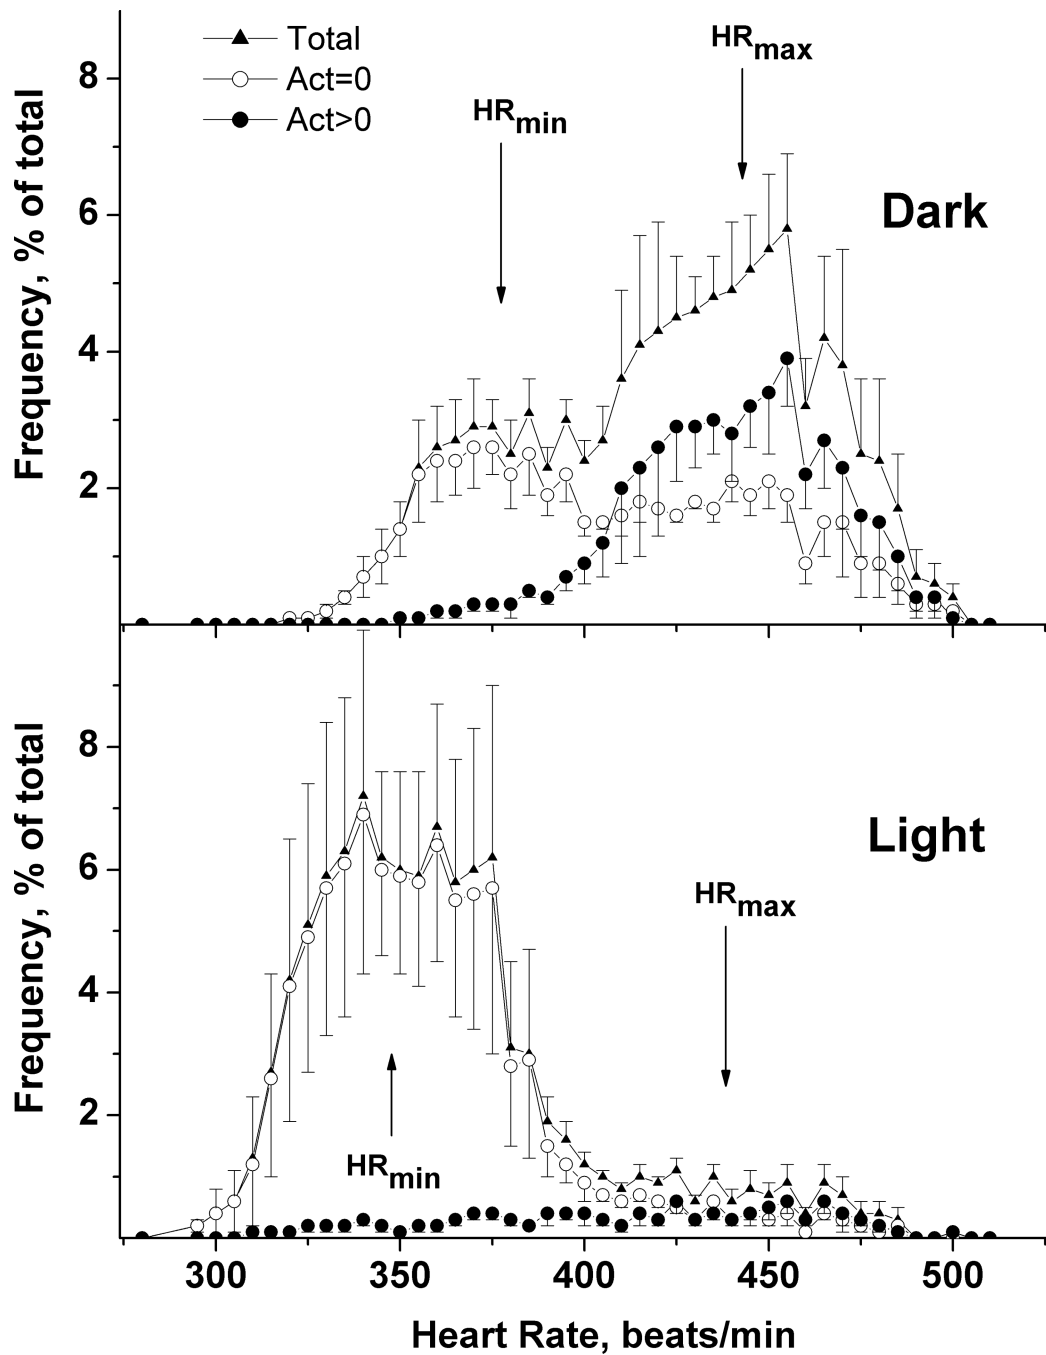 Total
Act=0
Act>0
HRmin
HRmax
Dark
Frequency, % of total
8
6
4
2
Light
Frequency, % of total
8
6
4
2
HRmax
HRmin
300 350 400 450 500
Heart Rate, beats/min